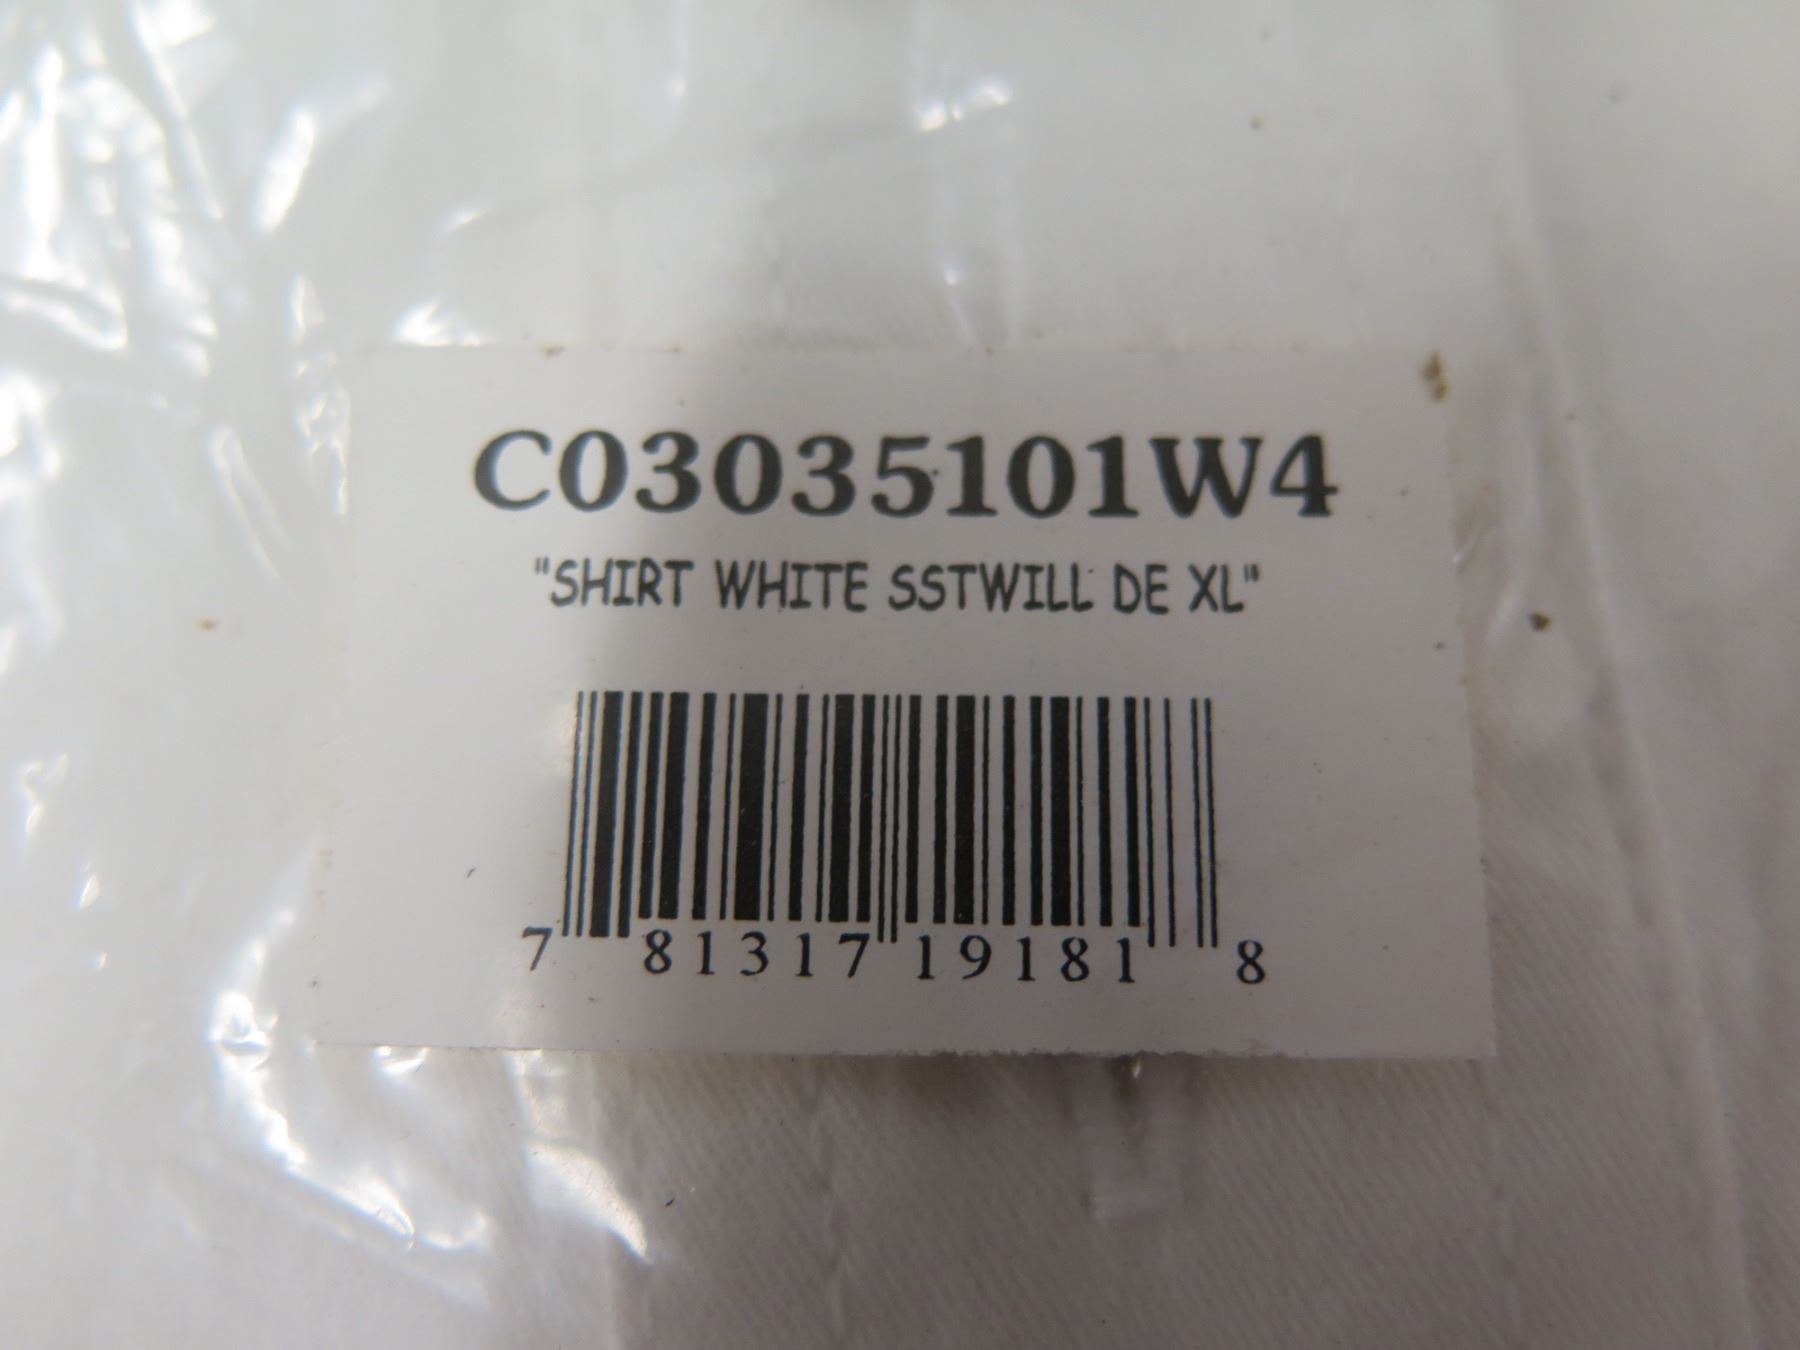 C03035101W4
"SHIRT WHITE SSTWILL DE XL"
7 81317 19181 8